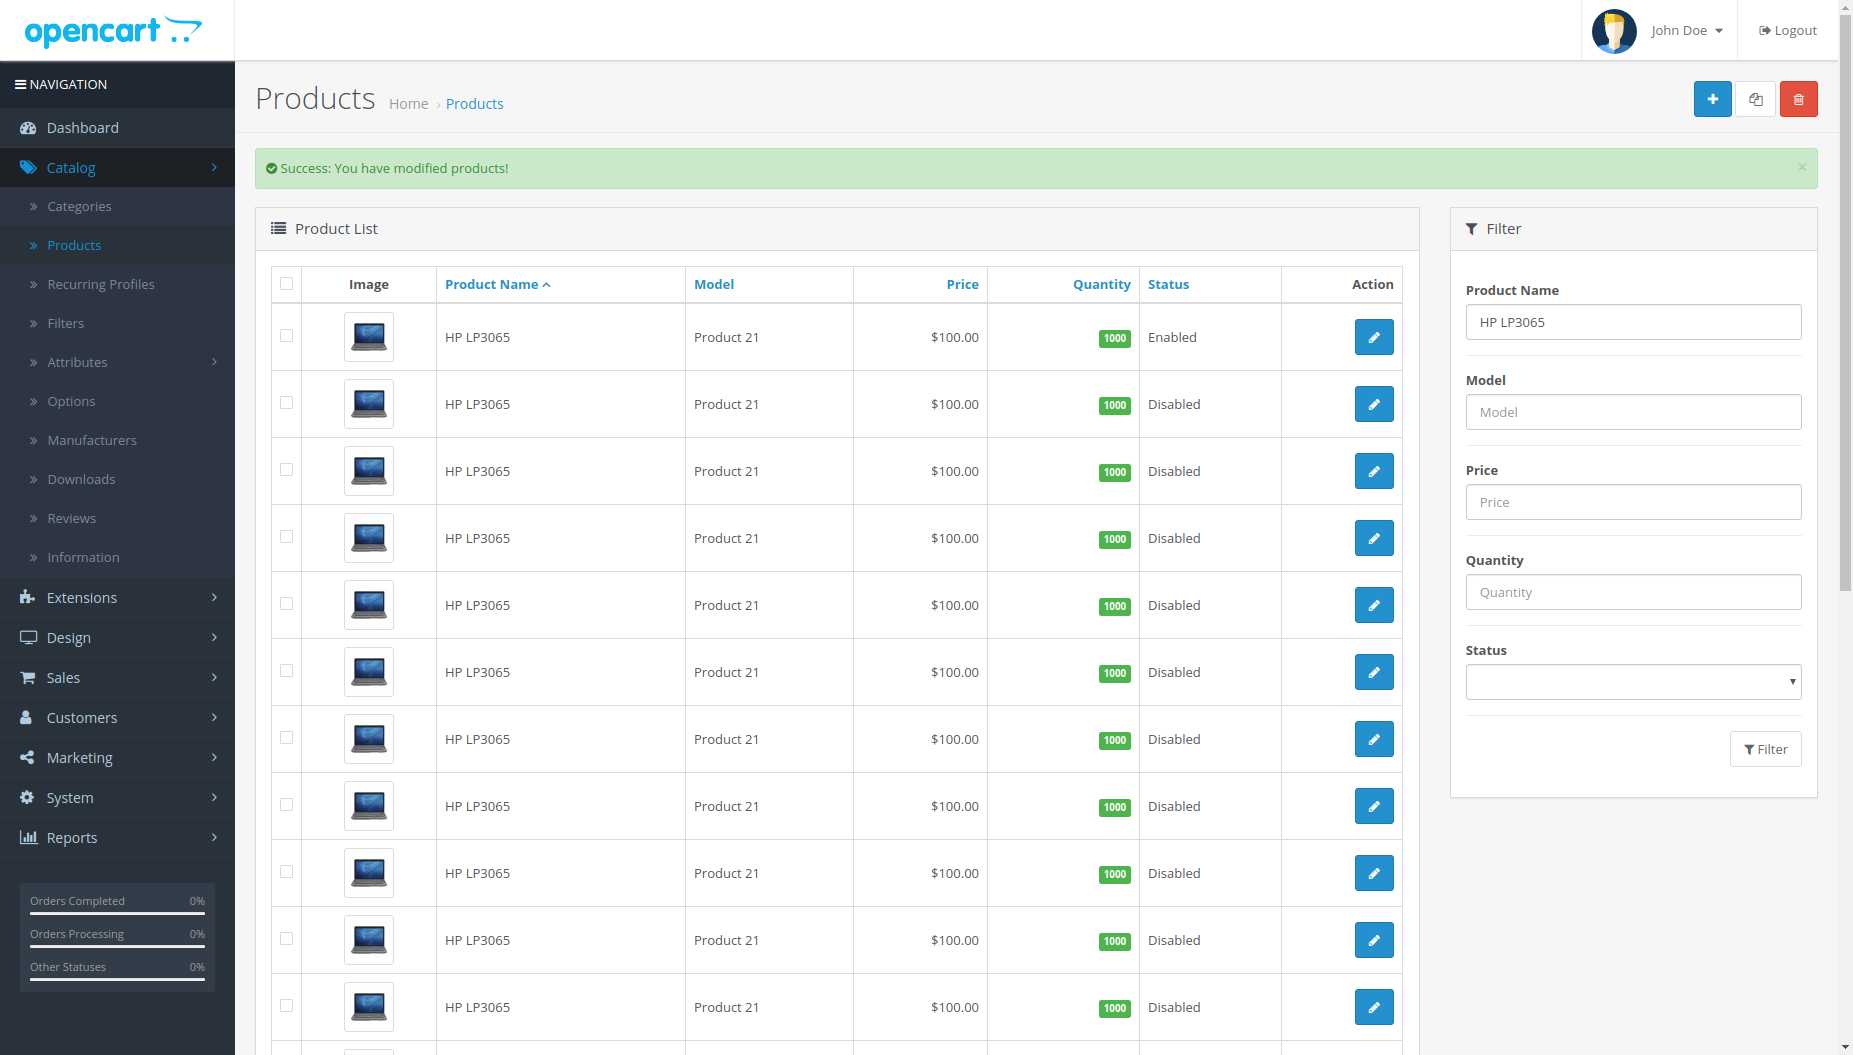 opencart
John Doe
Logout
NAVIGATION
Dashboard
Catalog
Categories
Products
Recurring Profiles
Filters
Attributes
Options
Manufacturers
Downloads
Reviews
Information
Extensions
Design
Sales
Customers
Marketing
System
Reports
Orders Completed 0%
Orders Processing 0%
Other Statuses 0%
Products Home › Products
Success: You have modified products! ×
Product List
Image Product Name Model Price Quantity Status Action
HP LP3065 Product 21 $100.00 1000 Enabled
HP LP3065 Product 21 $100.00 1000 Disabled
HP LP3065 Product 21 $100.00 1000 Disabled
HP LP3065 Product 21 $100.00 1000 Disabled
HP LP3065 Product 21 $100.00 1000 Disabled
HP LP3065 Product 21 $100.00 1000 Disabled
HP LP3065 Product 21 $100.00 1000 Disabled
HP LP3065 Product 21 $100.00 1000 Disabled
HP LP3065 Product 21 $100.00 1000 Disabled
HP LP3065 Product 21 $100.00 1000 Disabled
HP LP3065 Product 21 $100.00 1000 Disabled
Filter
Product Name
HP LP3065
Model
Model
Price
Price
Quantity
Quantity
Status
Filter